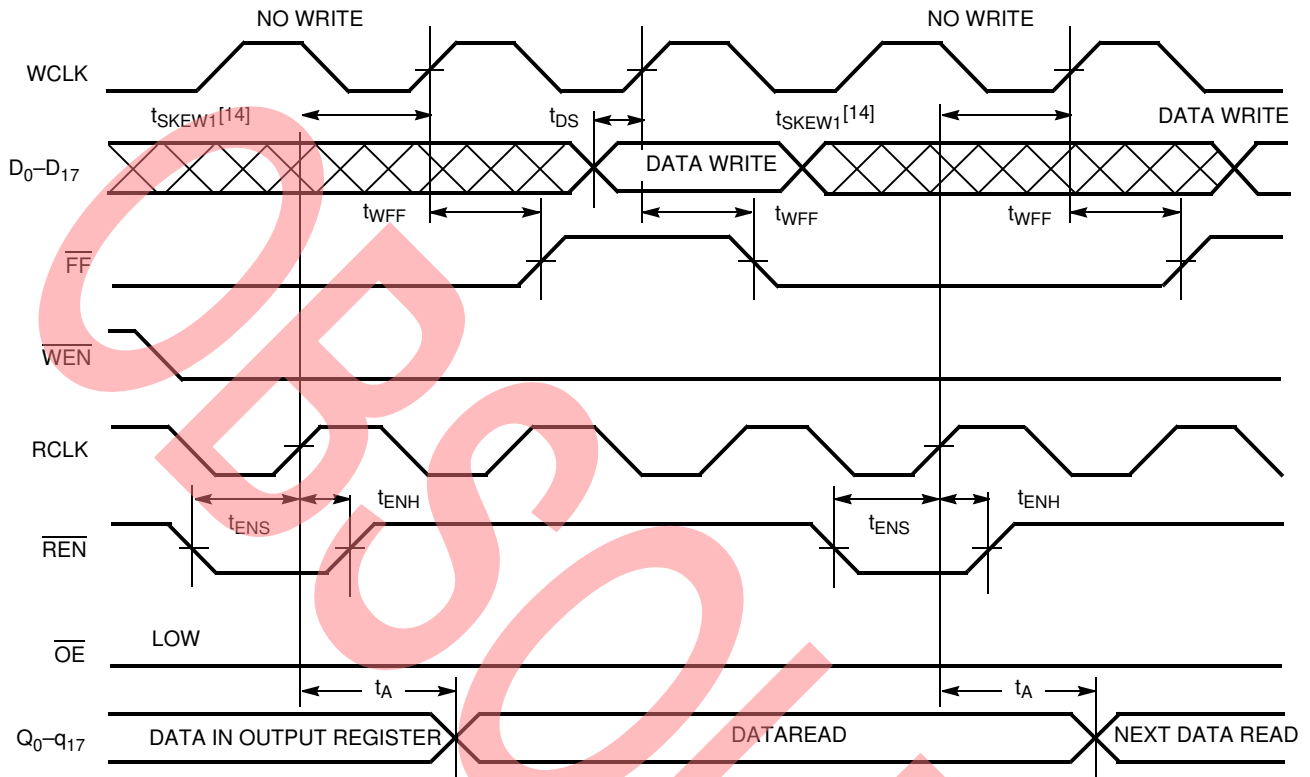 NO WRITE NO WRITE
WCLK
tSKEW1[14] tDS tSKEW1[14] DATA WRITE
D0–D17 DATA WRITE
tWFF tWFF tWFF
FF
WEN
RCLK
tENS tENH tENS tENH
REN
LOW
OE
tA tA
Q0–q17 DATA IN OUTPUT REGISTER DATAREAD NEXT DATA READ
OBSOL